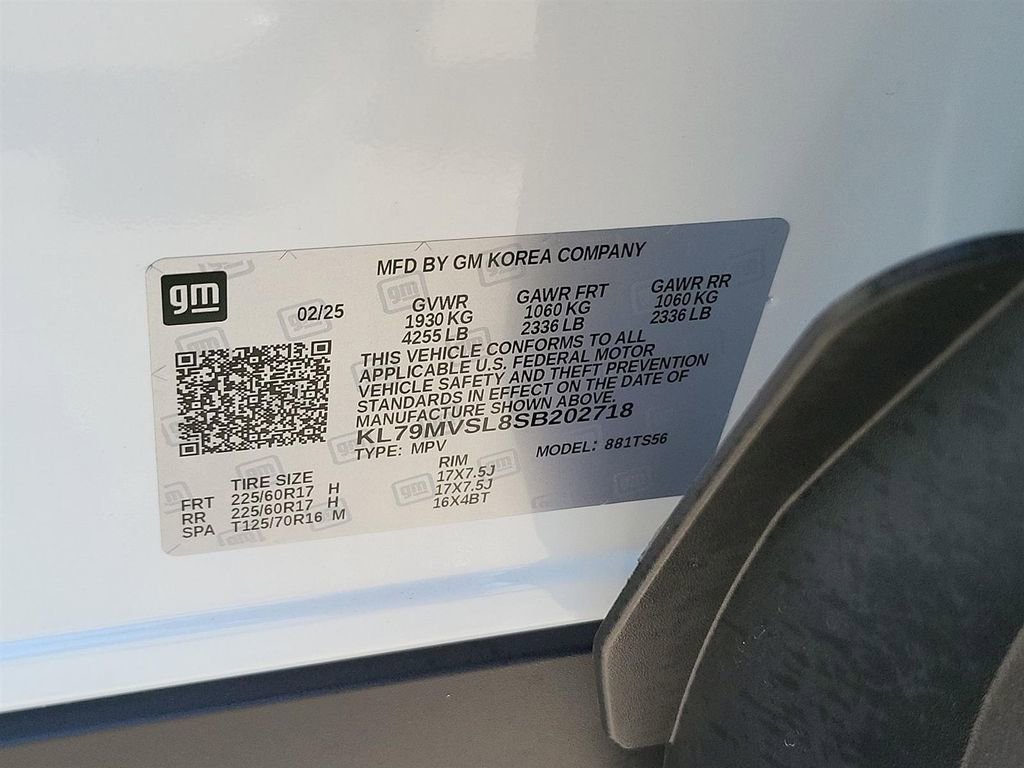 gm
MFD BY GM KOREA COMPANY
02/25
GVWR GAWR FRT GAWR RR
1930 KG 1060 KG 1060 KG
4255 LB 2336 LB 2336 LB
THIS VEHICLE CONFORMS TO ALL
APPLICABLE U.S. FEDERAL MOTOR
VEHICLE SAFETY AND THEFT PREVENTION
STANDARDS IN EFFECT ON THE DATE OF
MANUFACTURE SHOWN ABOVE.
KL79MVSL8SB202718
TYPE: MPV MODEL: 881TS56
TIRE SIZE RIM
FRT 225/60R17 H 17X7.5J
RR 225/60R17 H 17X7.5J
SPA T125/70R16 M 16X4BT